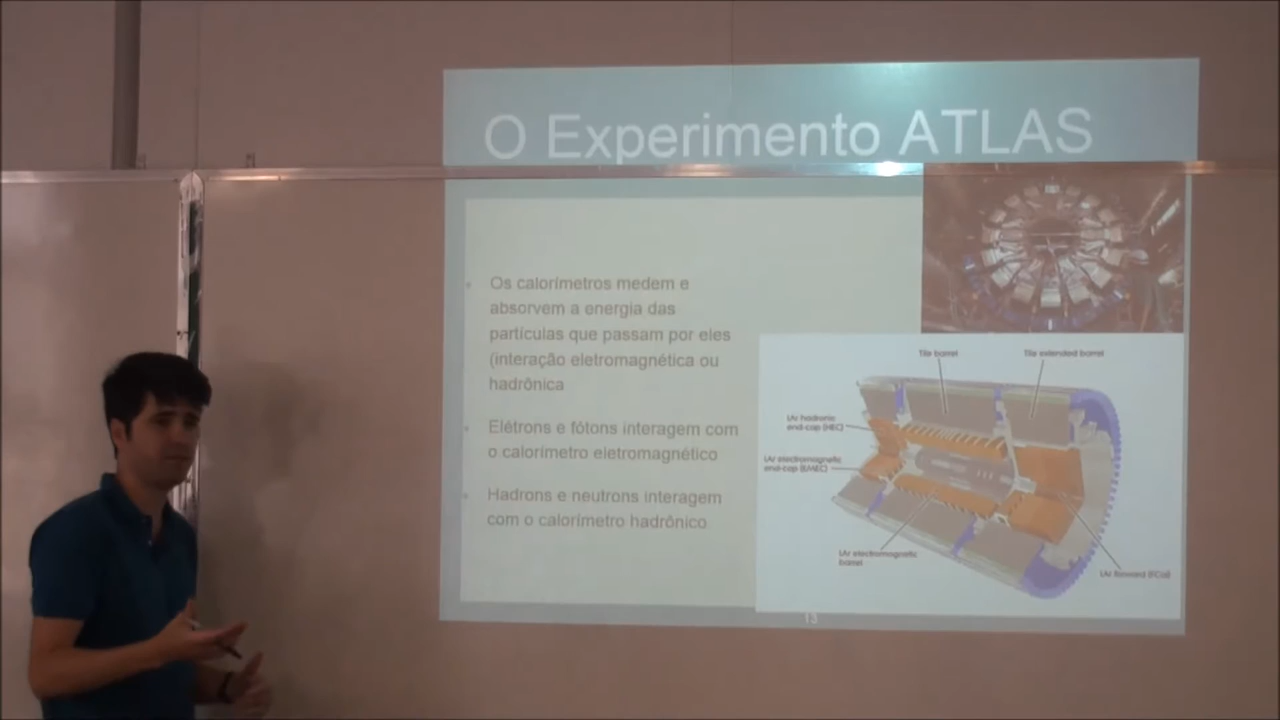 O Experimento ATLAS
Os calorímetros medem e
absorvem a energia das
partículas que passam por eles
(interação eletromagnética ou
hadrônica
Elétrons e fótons interagem com
o calorímetro eletromagnético
Hadrons e neutrons interagem
com o calorímetro hadrônico
Tile barrel
Tile extended barrel
LAr hadronic
end-cap (HEC)
LAr electromagnetic
end-cap (EMEC)
LAr electromagnetic
barrel
LAr forward (FCal)
13